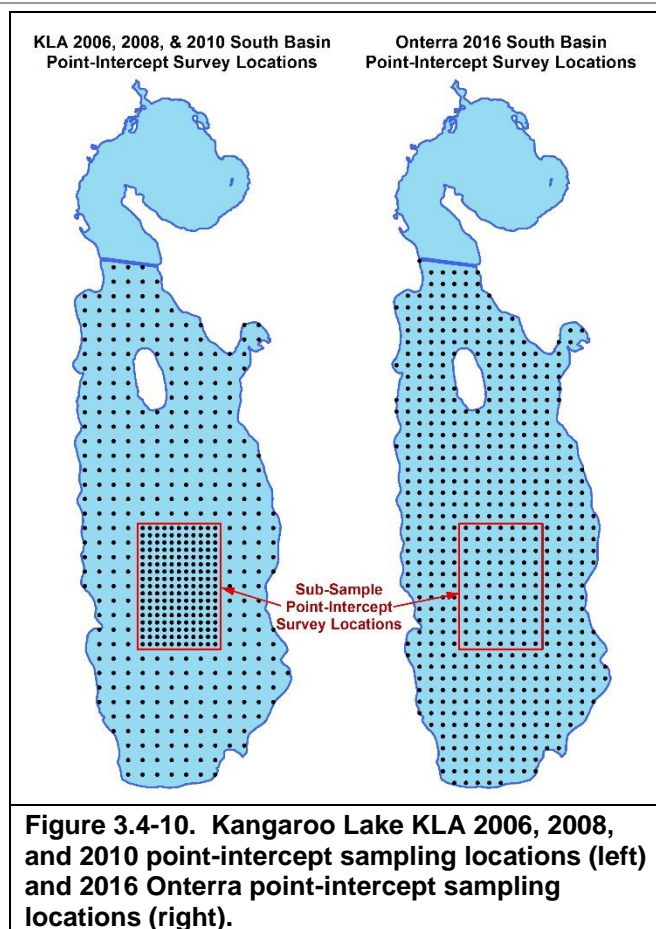 KLA 2006, 2008, & 2010 South Basin
Point-Intercept Survey Locations
Onterra 2016 South Basin
Point-Intercept Survey Locations
Sub-Sample
Point-Intercept
Survey Locations
Figure 3.4-10. Kangaroo Lake KLA 2006, 2008,
and 2010 point-intercept sampling locations (left)
and 2016 Onterra point-intercept sampling
locations (right).